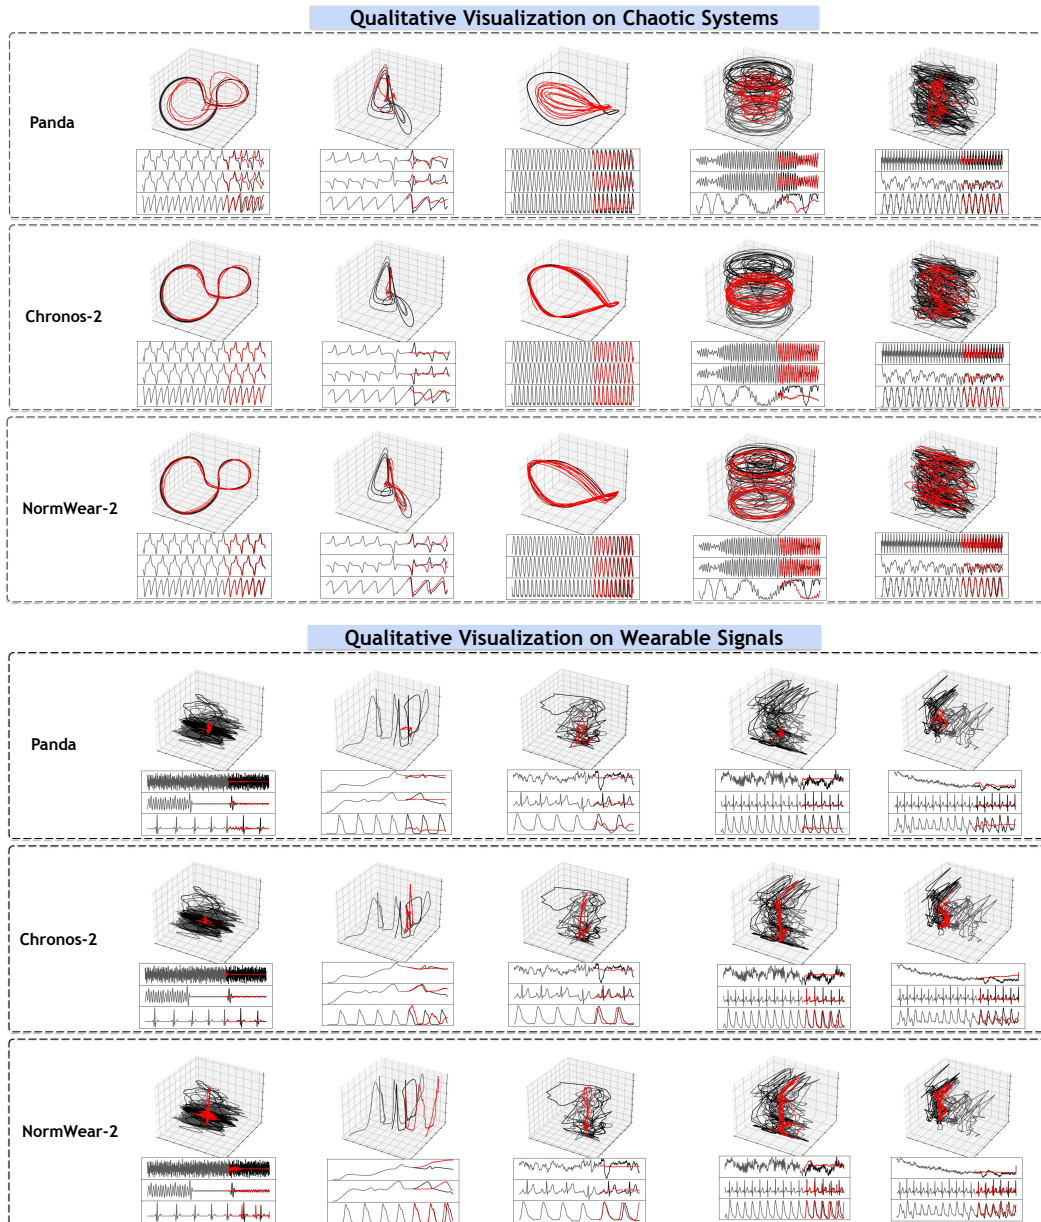 Qualitative Visualization on Chaotic Systems
Panda
Chronos-2
NormWear-2
Qualitative Visualization on Wearable Signals
Panda
Chronos-2
NormWear-2